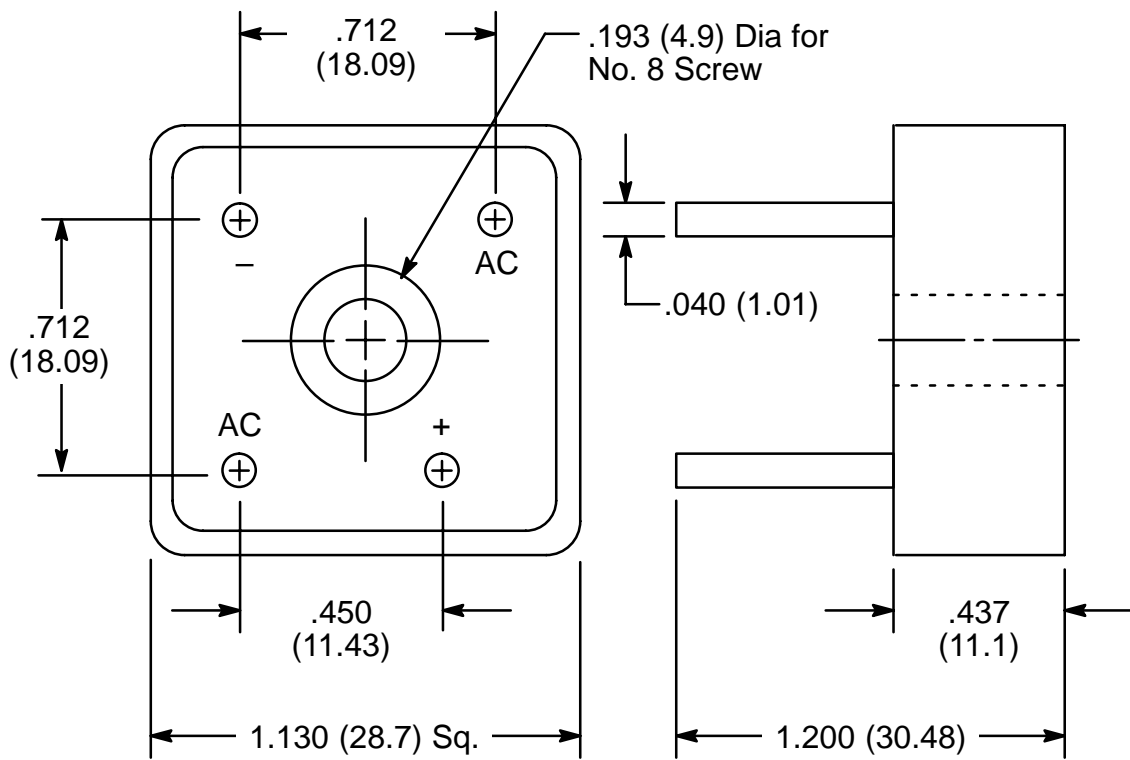 .712
(18.09)
.193 (4.9) Dia for
No. 8 Screw
–
AC
.040 (1.01)
.712
(18.09)
AC
+
.450
(11.43)
.437
(11.1)
1.130 (28.7) Sq.
1.200 (30.48)